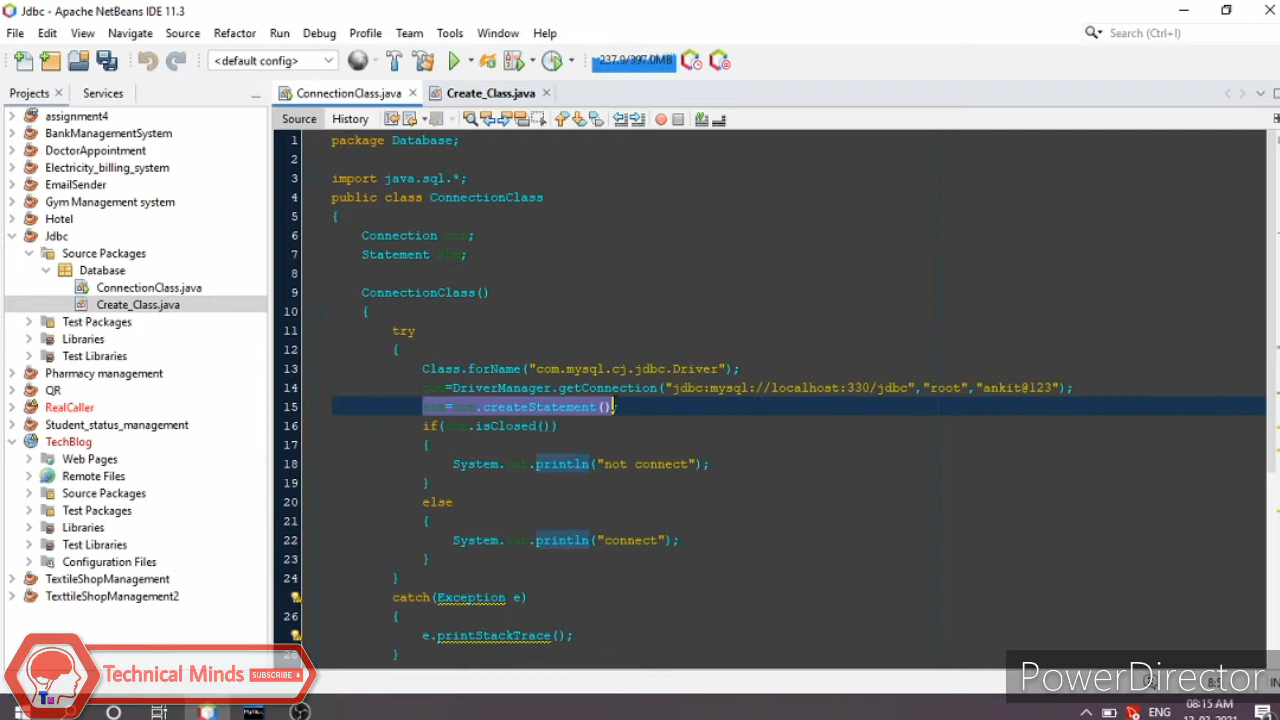 Jdbc - Apache NetBeans IDE 11.3
File Edit View Navigate Source Refactor Run Debug Profile Team Tools Window Help
Search (Ctrl+I)
<default config>
237.9/397.0MB
Projects
Services
ConnectionClass.java
Create_Class.java
Source
History
assignment4
BankManagementSystem
DoctorAppointment
Electricity_billing_system
EmailSender
Gym Management system
Hotel
Jdbc
Source Packages
Database
ConnectionClass.java
Create_Class.java
Test Packages
Libraries
Test Libraries
Pharmacy management
QR
RealCaller
Student_status_management
TechBlog
Web Pages
Remote Files
Source Packages
Test Packages
Libraries
Test Libraries
Configuration Files
TextileShopManagement
TexttileShopManagement2
1 package Database;
2
3 import java.sql.*;
4 public class ConnectionClass
5 {
6 Connection con;
7 Statement stm;
8
9 ConnectionClass()
10 {
11 try
12 {
13 Class.forName("com.mysql.cj.jdbc.Driver");
14 con=DriverManager.getConnection("jdbc:mysql://localhost:330/jdbc","root","ankit@123");
15 stm=con.createStatement();
16 if(con.isClosed())
17 {
18 System.out.println("not connect");
19 }
20 else
21 {
22 System.out.println("connect");
23 }
24 }
catch(Exception e)
26 {
e.printStackTrace();
}
Technical Minds
SUBSCRIBE
PowerDirector
ENG
08:15 AM